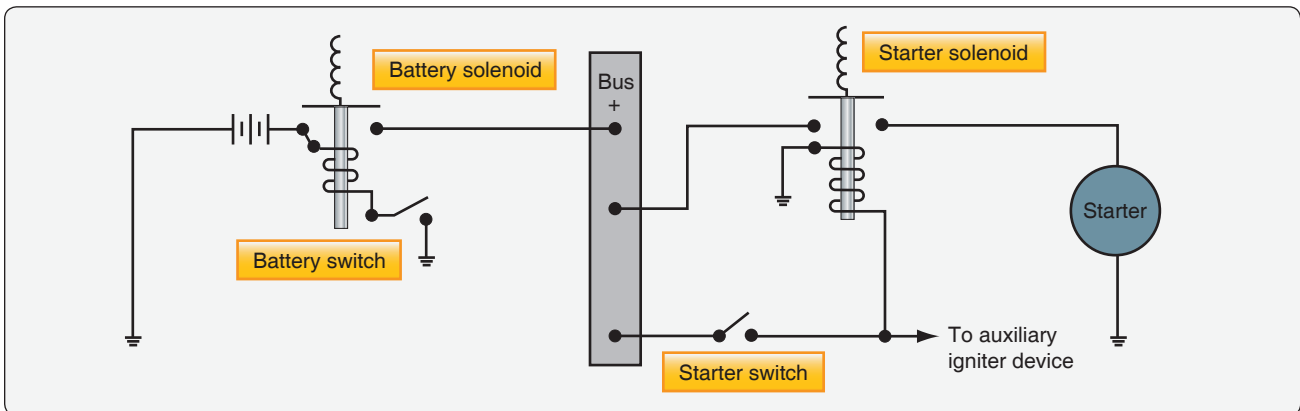 Battery solenoid
Bus
+
Starter solenoid
Starter
Battery switch
Starter switch
To auxiliary
igniter device